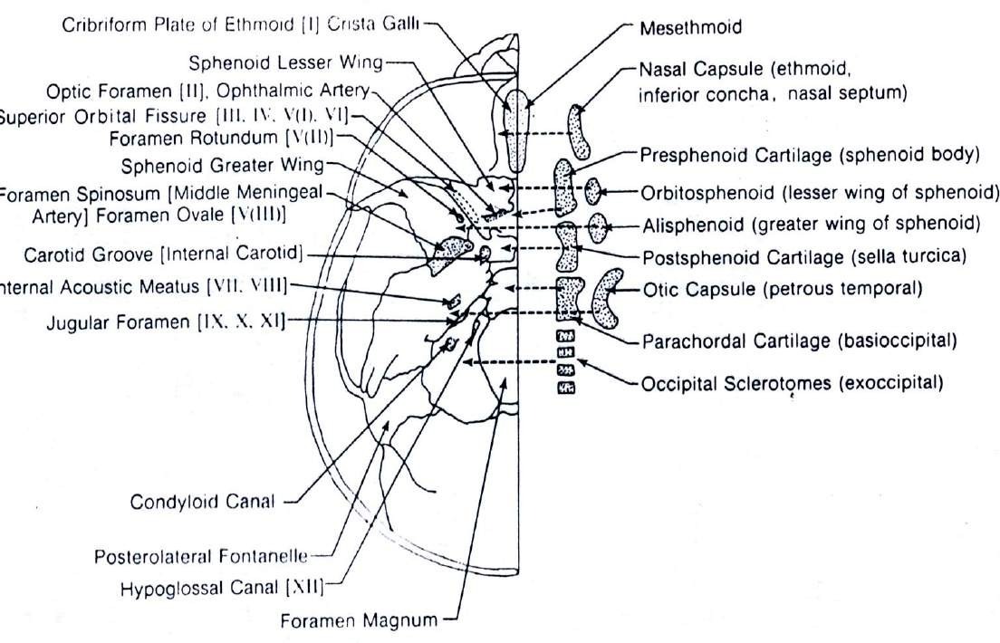 Cribriform Plate of Ethmoid [I] Crista Galli
Sphenoid Lesser Wing
Optic Foramen [II], Ophthalmic Artery
Superior Orbital Fissure [III, IV, V(I), VI]
Foramen Rotundum [V(II)]
Sphenoid Greater Wing
Foramen Spinosum [Middle Meningeal
Artery] Foramen Ovale [V(III)]
Carotid Groove [Internal Carotid]
nternal Acoustic Meatus [VII, VIII]
Jugular Foramen [IX, X, XI]
Condyloid Canal
Posterolateral Fontanelle
Hypoglossal Canal [XII]
Foramen Magnum
Mesethmoid
Nasal Capsule (ethmoid,
inferior concha, nasal septum)
Presphenoid Cartilage (sphenoid body)
Orbitosphenoid (lesser wing of sphenoid)
Alisphenoid (greater wing of sphenoid)
Postsphenoid Cartilage (sella turcica)
Otic Capsule (petrous temporal)
Parachordal Cartilage (basioccipital)
Occipital Sclerotomes (exoccipital)